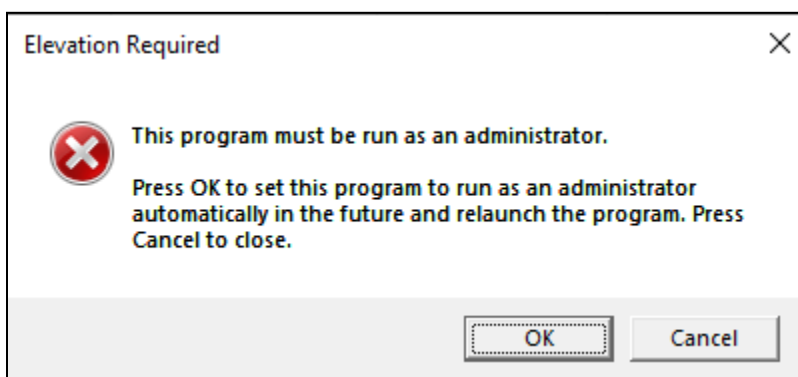 Elevation Required
This program must be run as an administrator.
Press OK to set this program to run as an administrator
automatically in the future and relaunch the program. Press
Cancel to close.
OK
Cancel